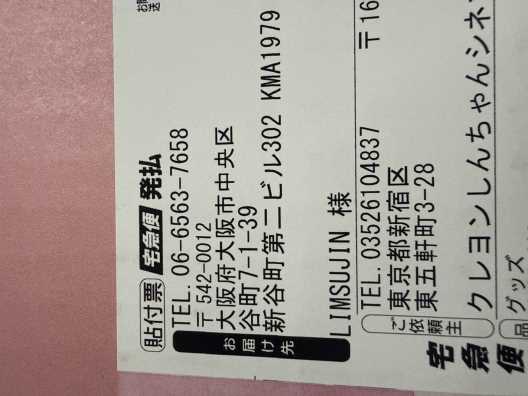 貼付票 宅急便 発払
お届け先
TEL. 06-6563-7658
〒542-0012
大阪府大阪市中央区
谷町7-1-39
新谷町第二ビル302 KMA1979
LIMSUJIN 様
ご依頼主
TEL. 03526104837
〒16
東京都新宿区
東五軒町3-28
クレヨンしんちゃんシネマ
品
グッズ
宅急便